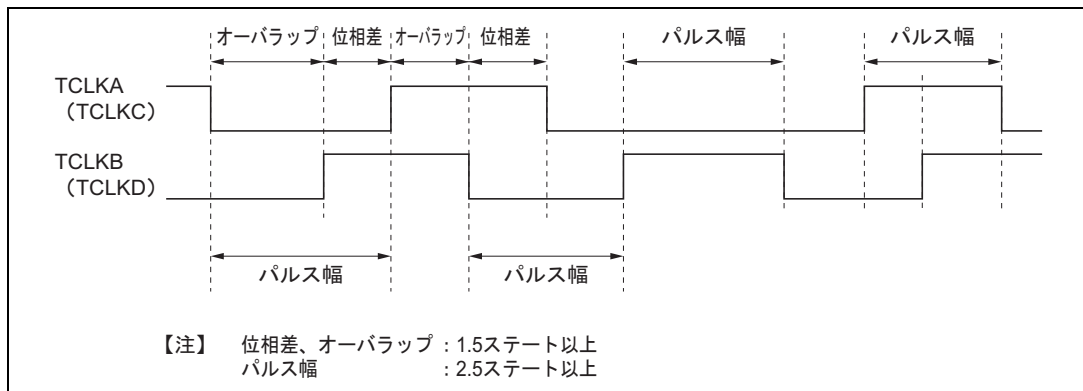 オーバラップ 位相差 オーバラップ 位相差 パルス幅 パルス幅
TCLKA
（TCLKC）
TCLKB
（TCLKD）
パルス幅 パルス幅
【注】 位相差、オーバラップ : 1.5ステート以上
パルス幅 : 2.5ステート以上